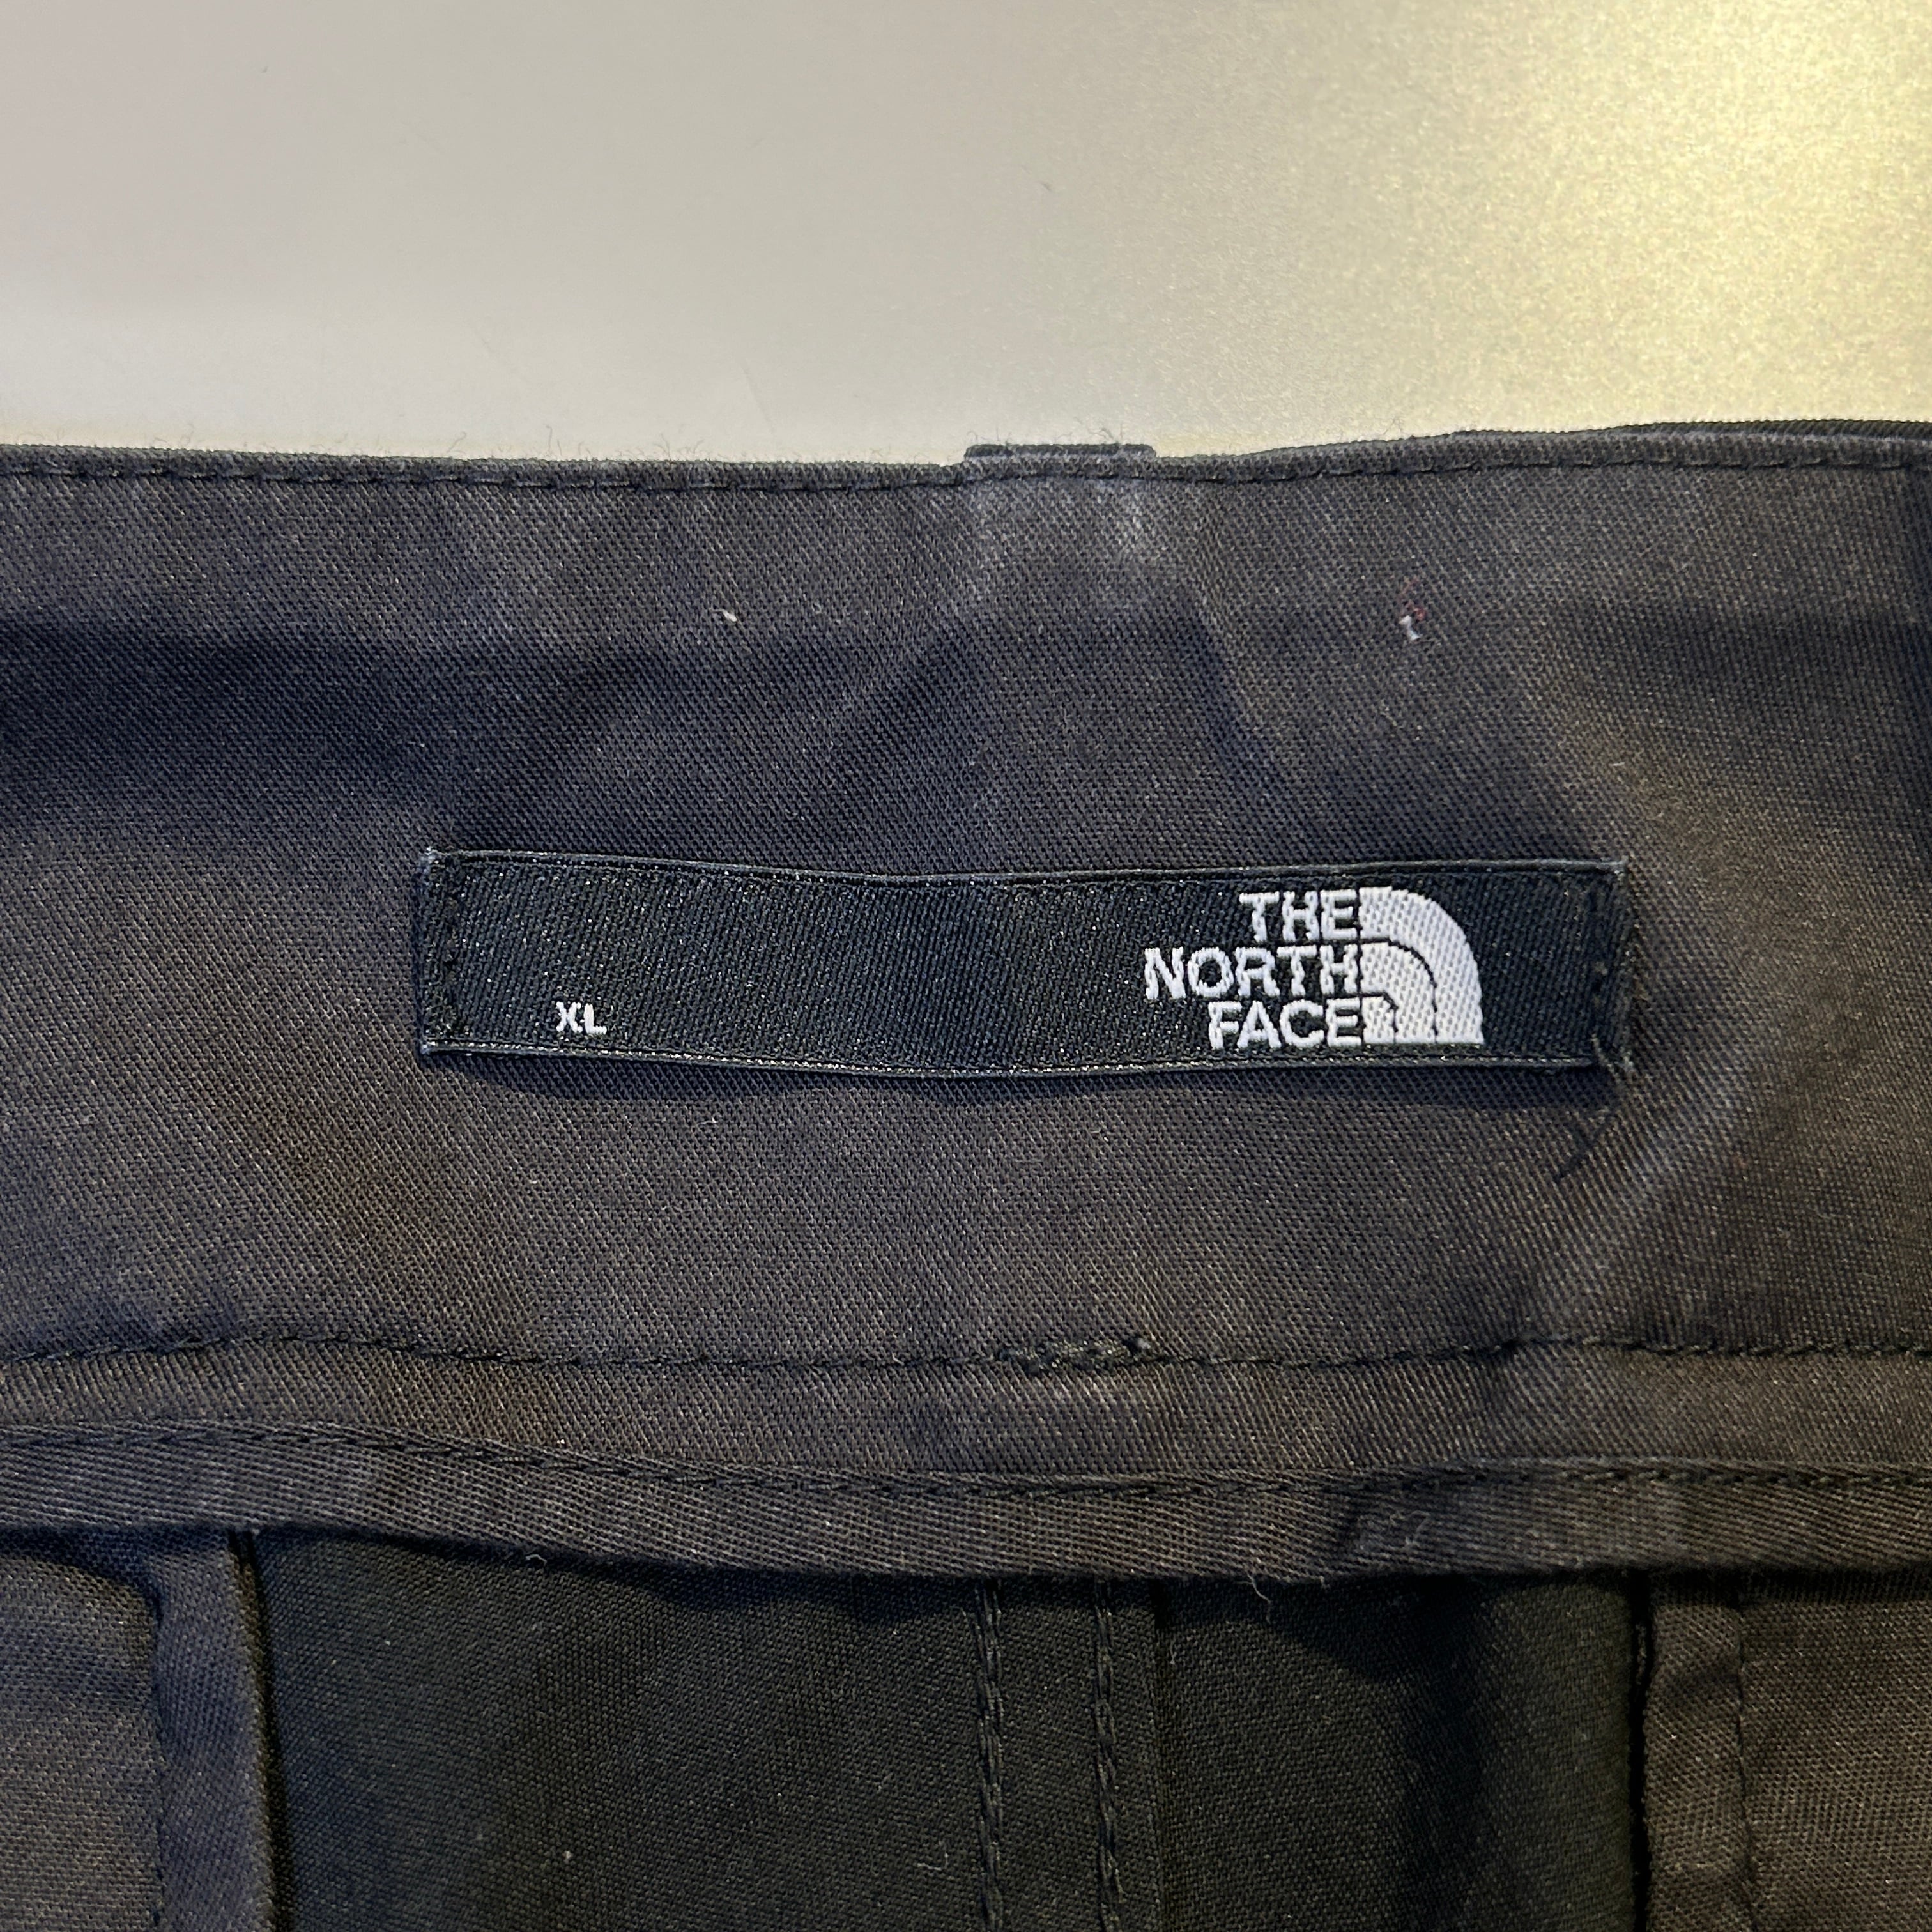 XL
THE
NORTH
FACE